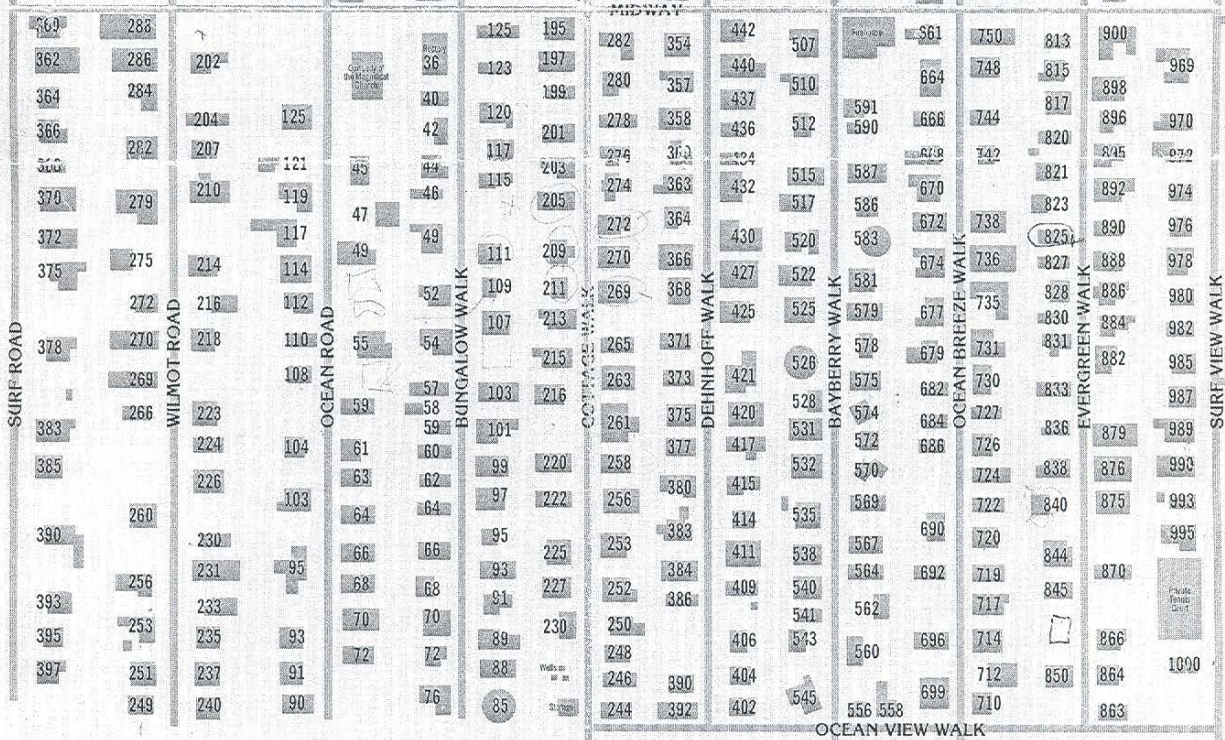 MIDWAY
369 288 125 195 282 354 442 507 Firehouse 661 750 813 900
362 286 202 Our Lady of the Magnificat Church Rectory 36 123 197 280 357 440 510 664 748 815 898 969
364 284 40 199 437 817
366 204 125 42 120 201 278 358 436 512 591 590 666 744 820 896 970
282 207 117
368 121 45 44 203 276 360 434 668 742 895 972
370 279 210 119 47 46 115 205 274 363 432 515 517 587 586 670 821 823 892 974
372 117 49 49 111 209 272 364 430 520 583 672 738 825 890 976
375 275 214 114 109 270 366 427 522 674 736 827 888 978
272 216 112 52 107 211 213 269 368 425 525 581 579 677 735 828 830 886 884 980
378 270 218 110 55 54 215 265 371 526 578 679 731 831 882 982 985
269 108 57 103 216 263 373 421 528 575 682 730 833 987
383 266 223 59 58 59 101 261 375 420 531 574 684 727 836 879 989
385 224 104 61 60 99 220 258 377 417 532 572 686 726 838 876 990
226 103 63 62 97 222 256 380 415 570 724 840 875 993
390 260 230 64 64 95 253 383 414 535 569 690 722 995
231 95 66 66 93 225 252 384 411 538 567 692 720 844 870
393 256 233 68 68 91 227 386 409 540 564 719 845 Private Tennis Court
395 253 235 93 70 70 89 230 250 248 406 541 543 562 696 717 714 866
397 251 237 91 72 72 88 Wells 246 390 404 560 712 850 864 1000
249 240 90 76 85 Storage 244 392 402 545 556 558 699 710 863
SURF ROAD
WILMOT ROAD
OCEAN ROAD
BUNGALOW WALK
COTTAGE WALK
DEHNHOFF WALK
BAYBERRY WALK
OCEAN BREEZE WALK
EVERGREEN WALK
SURF VIEW WALK
OCEAN VIEW WALK